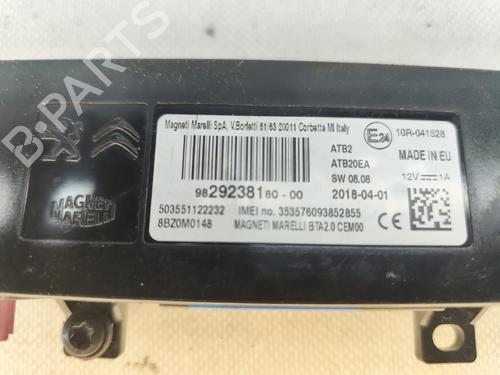 B-PARTS
Magneti Marelli SpA, V.Borletti 61/63 20011 Corbetta MI Italy
E24
10R-041528
ATB2
ATB20EA
MADE IN EU
SW 08.08
12V 1A
9829238180-00
2018-04-01
503551122232
IMEI no. 353576093852855
8BZ0M0148
MAGNETI MARELLI BTA2.0 CEM00
CE
MAGNETI
MARELLI